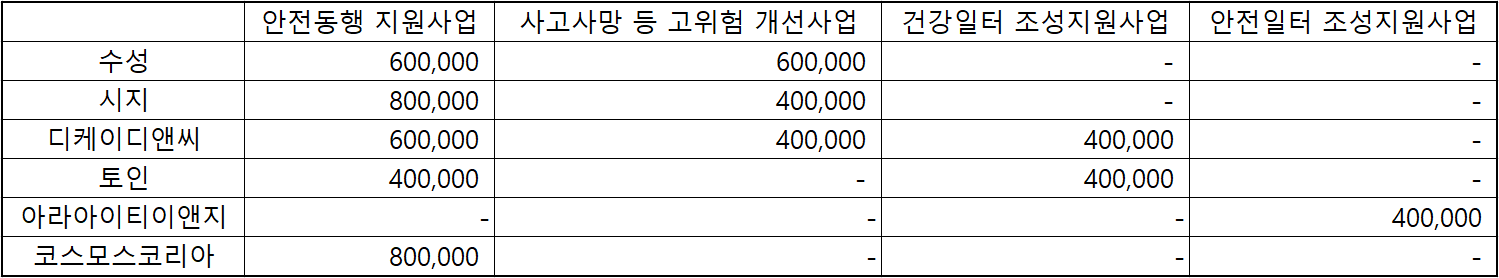 안전동행 지원사업 사고사망 등 고위험 개선사업 건강일터 조성지원사업 안전일터 조성지원사업
수성 600,000 600,000 - -
시지 800,000 400,000 - -
디케이디앤씨 600,000 400,000 400,000 -
토인 400,000 - 400,000 -
아라아이티이앤지 - - - 400,000
코스모스코리아 800,000 - - -